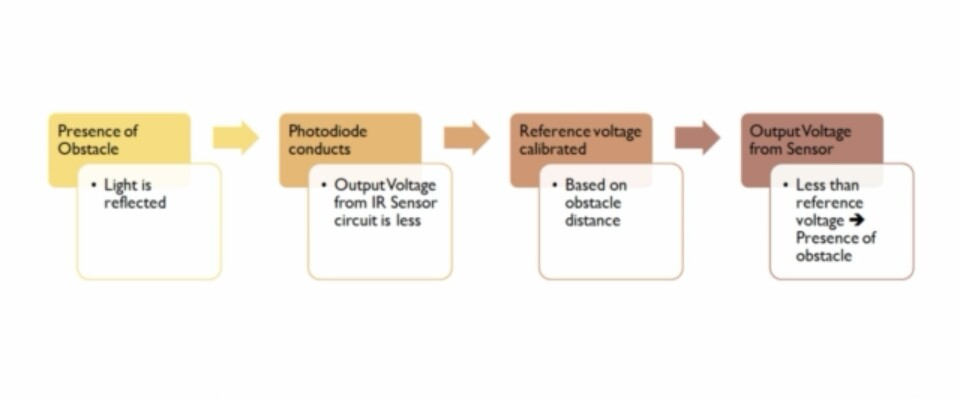 Presence of
Obstacle
• Light is
reflected
Photodiode
conducts
• Output Voltage
from IR Sensor
circuit is less
Reference voltage
calibrated
• Based on
obstacle
distance
Output Voltage
from Sensor
• Less than
reference
voltage ➔
Presence of
obstacle